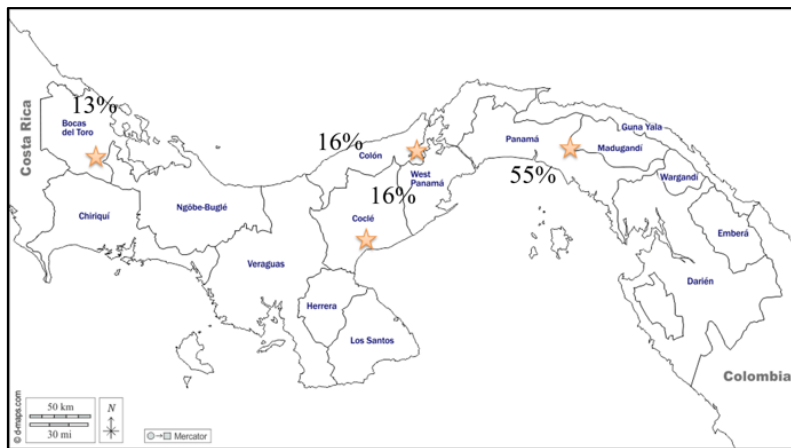 Costa Rica
13%
Bocas
del Toro
Chiriquí
Ngöbe-Buglé
Veraguas
16%
Colón
16%
West
Panamá
Coclé
Herrera
Los Santos
Panamá
55%
Guna Yala
Madugandí
Wargandí
Emberá
Darién
Colombia
© d-maps.com
50 km
30 mi
N
Mercator